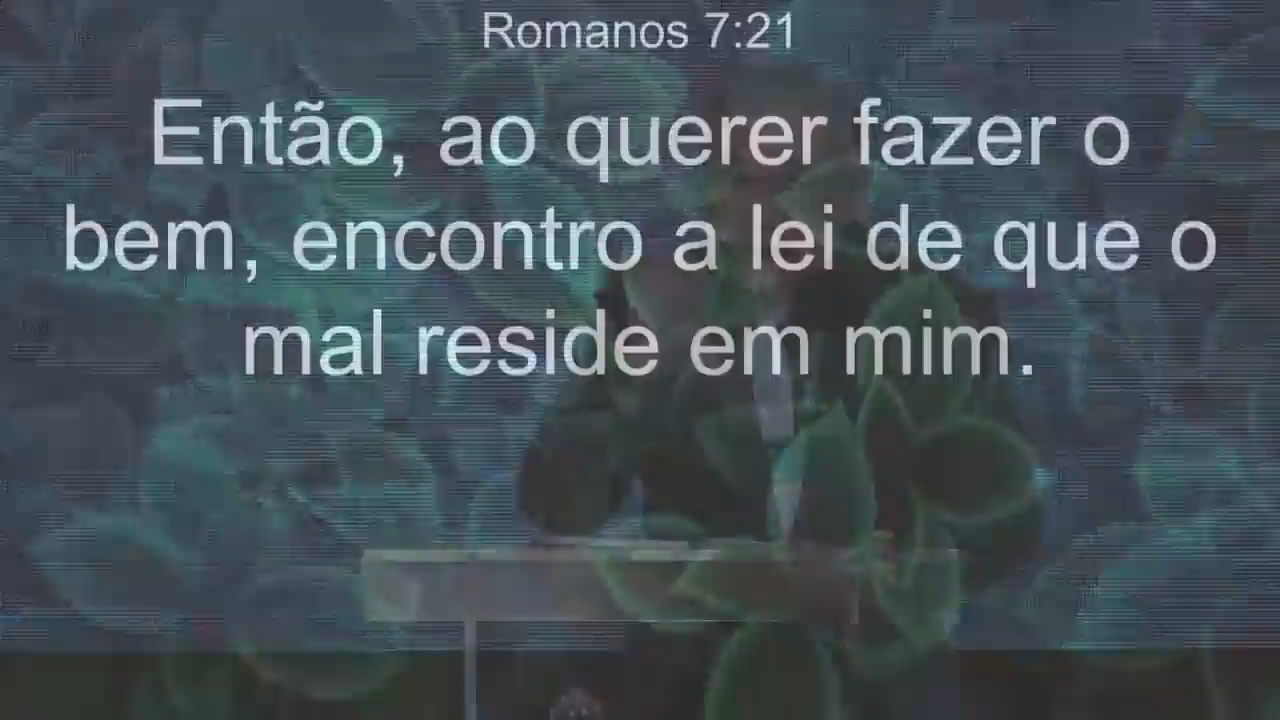 Romanos 7:21
Então, ao querer fazer o
bem, encontro a lei de que o
mal reside em mim.